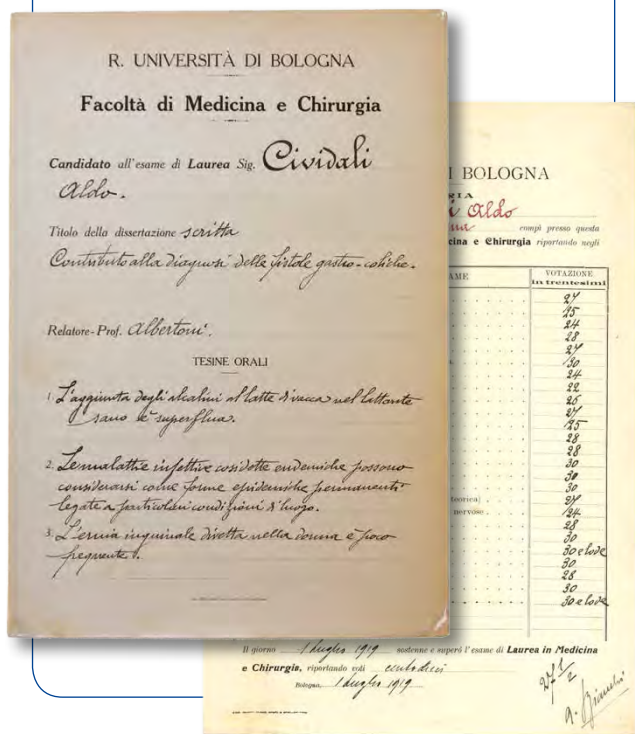 R. UNIVERSITÀ DI BOLOGNA
Facoltà di Medicina e Chirurgia
Candidato all'esame di Laurea Sig. Cividali
Aldo.
Titolo della dissertazione scritta
Contributo alla diagnosi delle fistole gastro-coliche.
Relatore-Prof. Albertoni.
TESINE ORALI
1. L'aggiunta degli alcalini al latte di vacca nel lattante
sano è superflua.
2. Le malattie infettive cosidette endemiche possono
considerarsi come forme epidemiche permanenti
legate a particolari condizioni di luogo.
3. L'ernia inguinale diretta nella donna è poco
frequente.
I BOLOGNA
GIA
i Aldo
compì presso questa
cina e Chirurgia riportando negli
AME
VOTAZIONE
in trentesimi
27
25
24
28
27
30
24
22
26
27
25
28
28
30
30
30
teorica) 27
nervose. 24
28
30
30 e lode
30
28
30
30 e lode
Il giorno 1 Luglio 1919 sostenne e superò l'esame di Laurea in Medicina
e Chirurgia, riportando voti centodieci
Bologna, 1 Luglio 1919